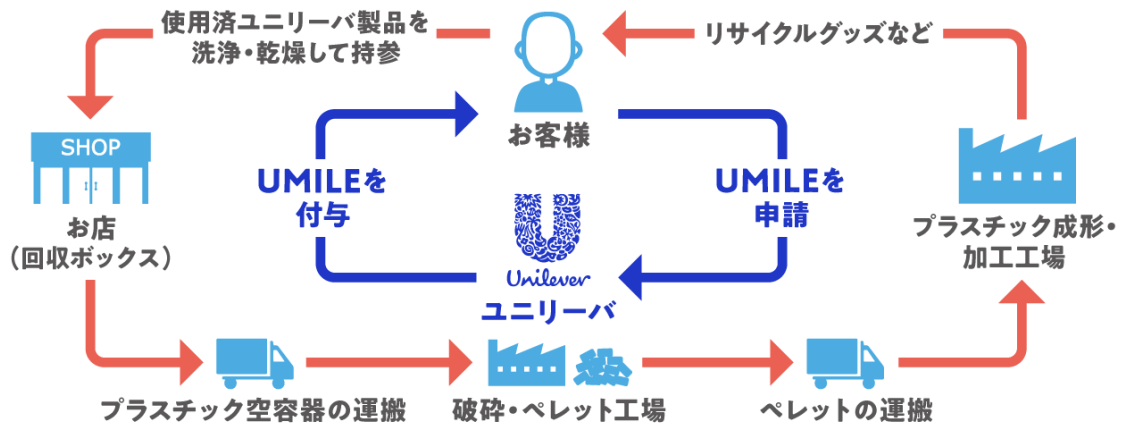 使用済ユニリーバ製品を
洗浄・乾燥して持参
リサイクルグッズなど
SHOP
お店
（回収ボックス）
お客様
UMILEを
付与
UMILEを
申請
Unilever
ユニリーバ
プラスチック成形・
加工工場
プラスチック空容器の運搬
破砕・ペレット工場
ペレットの運搬